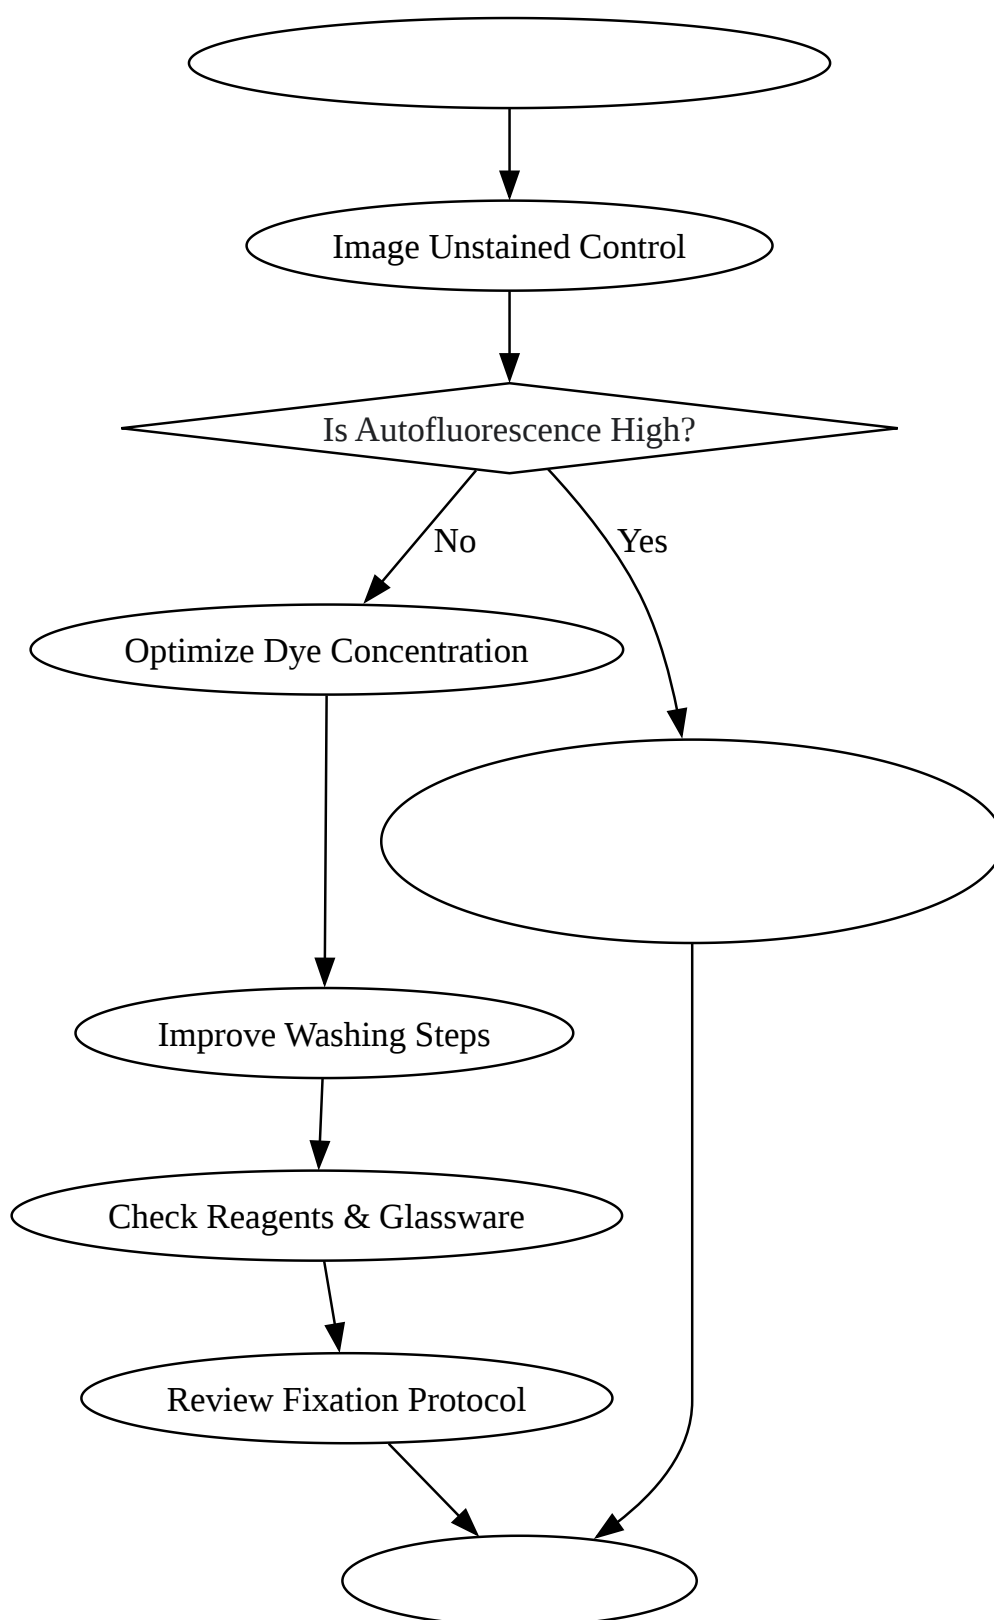 Image Unstained Control
Is Autofluorescence High?
No
Yes
Optimize Dye Concentration
Improve Washing Steps
Check Reagents & Glassware
Review Fixation Protocol